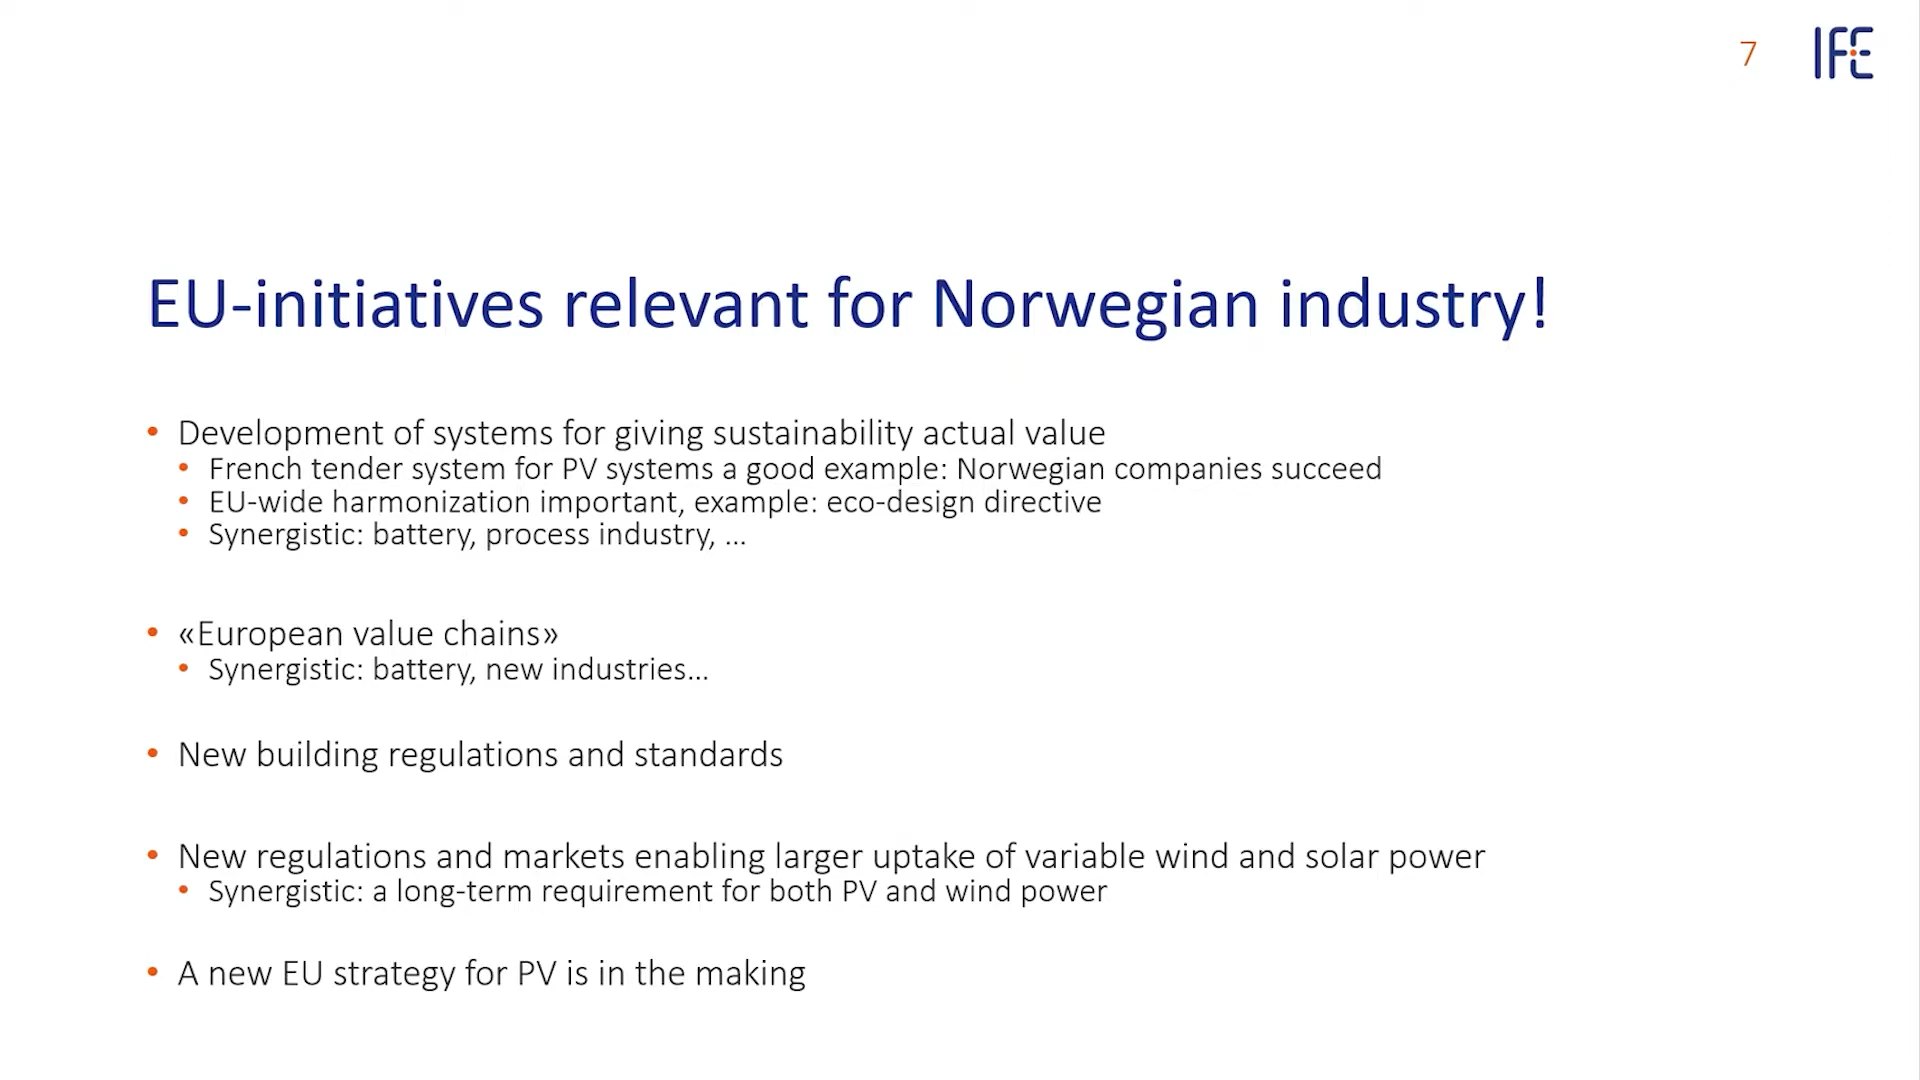 7
IFE
EU-initiatives relevant for Norwegian industry!
• Development of systems for giving sustainability actual value
• French tender system for PV systems a good example: Norwegian companies succeed
• EU-wide harmonization important, example: eco-design directive
• Synergistic: battery, process industry, ...
• «European value chains»
• Synergistic: battery, new industries...
• New building regulations and standards
• New regulations and markets enabling larger uptake of variable wind and solar power
• Synergistic: a long-term requirement for both PV and wind power
• A new EU strategy for PV is in the making